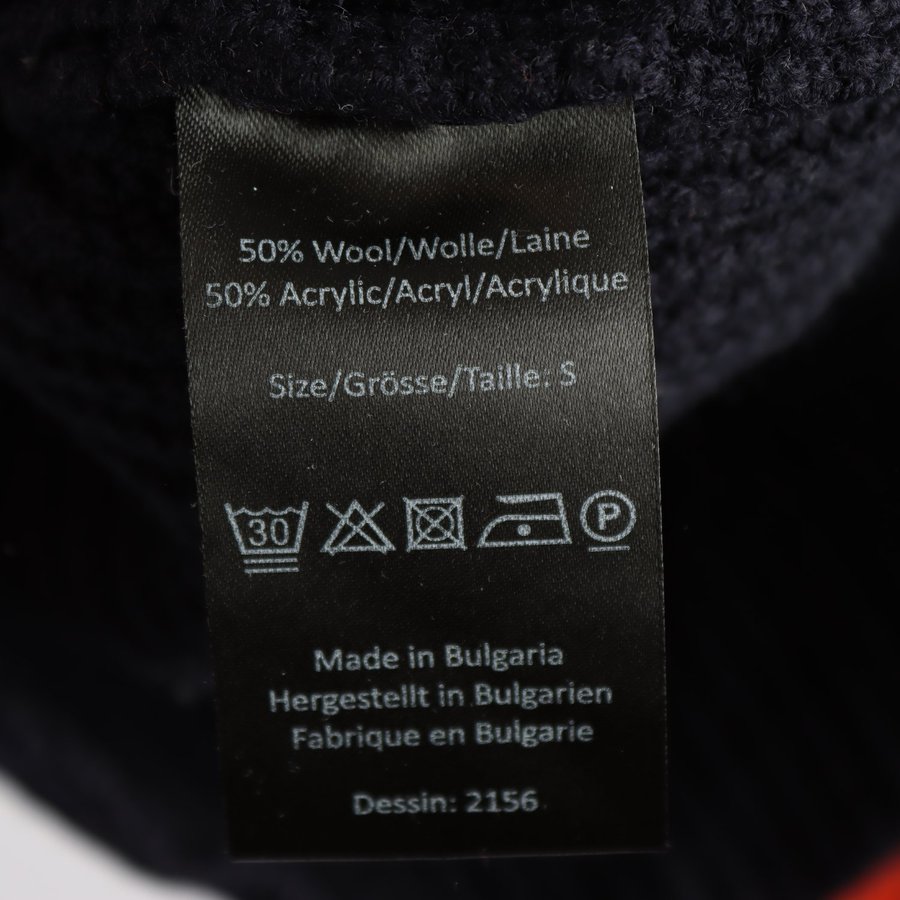 50% Wool/Wolle/Laine
50% Acrylic/Acryl/Acrylique
Size/Grösse/Taille: S
30 P
Made in Bulgaria
Hergestellt in Bulgarien
Fabrique en Bulgarie
Dessin: 2156